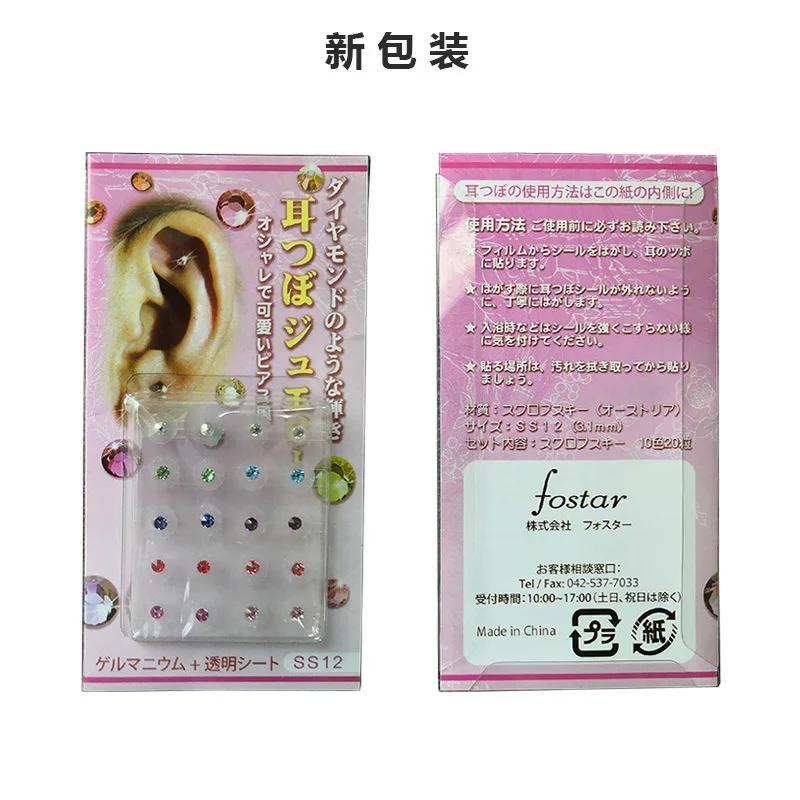 新包装
ダイヤモンドのような輝き
耳つぼジュエリー
オシャレで可愛いピアス
ゲルマニウム+透明シート SS12
耳つぼの使用方法はこの紙の内側に!
使用方法 ご使用前に必ずお読み下さい。
★ フィルムからシールをはがし、耳のツボ
に貼ります。
★ はがす際に耳つぼシールが外れないよう
に、丁寧にはがします。
★ 入浴時などはシールを強くこすらない様
に気を付けてください。
★ 貼る場所は、汚れを拭き取ってから貼り
ましょう。
材質:スワロフスキー(オーストリア)
サイズ:SS12(3.1mm)
セット内容:スワロフスキー 10色20粒
fostar
株式会社 フォスター
お客様相談窓口:
Tel / Fax: 042-537-7033
受付時間:10:00~17:00(土日、祝日は除く)
Made in China
プラ
紙